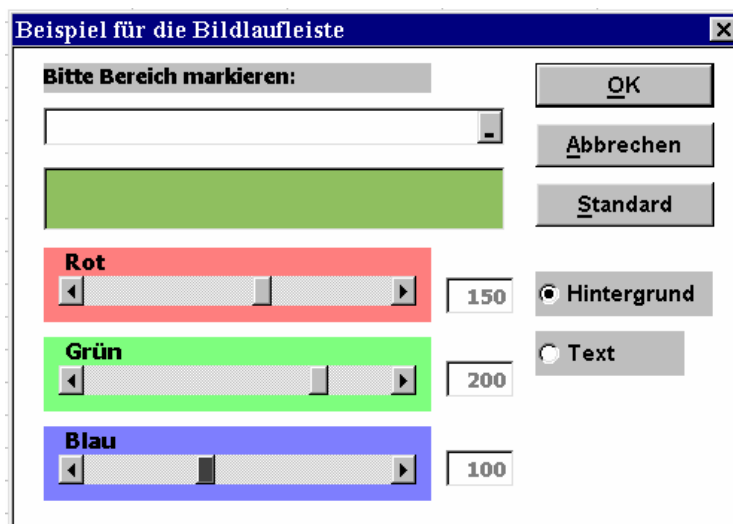 Beispiel für die Bildlaufleiste
Bitte Bereich markieren:
OK
Abbrechen
Standard
Rot
150
Hintergrund
Grün
200
Text
Blau
100